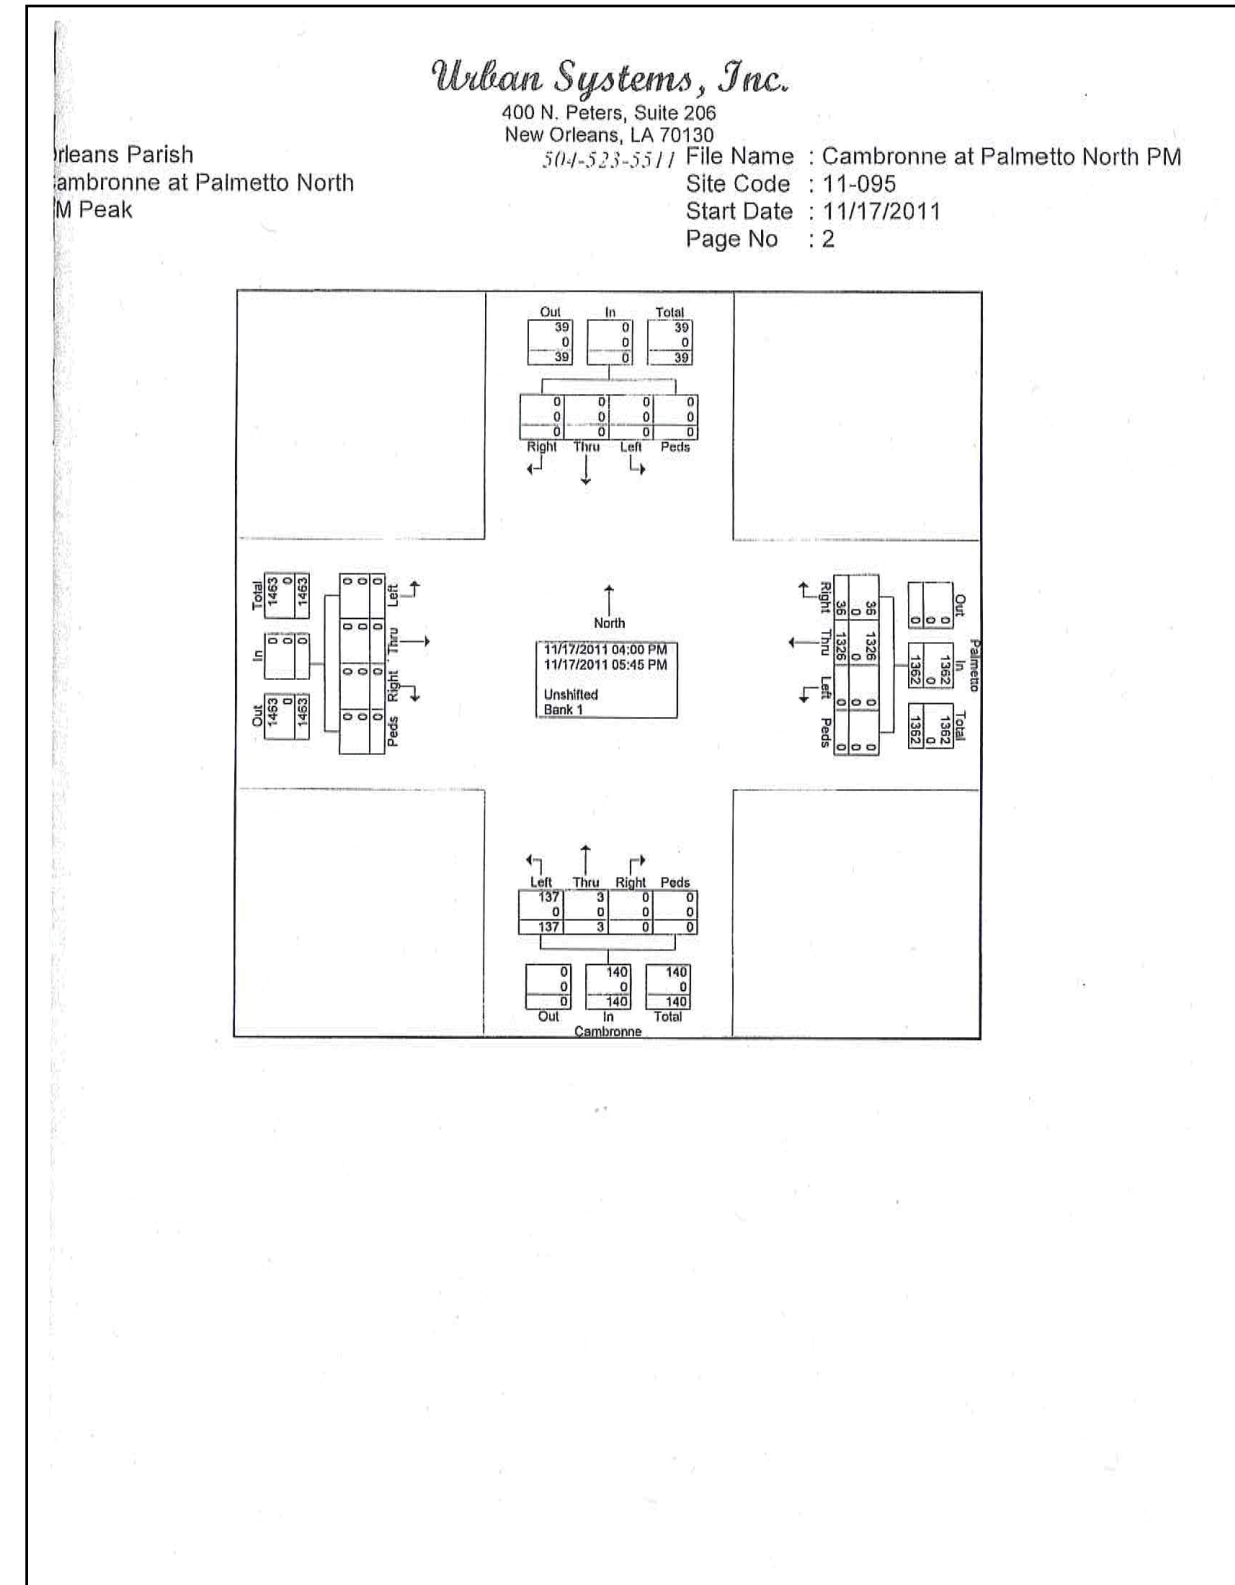 Urban Systems, Inc.
400 N. Peters, Suite 206
New Orleans, LA 70130
504-523-5511
rleans Parish
ambronne at Palmetto North
M Peak
File Name : Cambronne at Palmetto North PM
Site Code : 11-095
Start Date : 11/17/2011
Page No : 2
Out In Total
39 0 39
0 0 0
39 0 39
0 0 0 0
0 0 0 0
0 0 0 0
Right Thru Left Peds
Total
1463
0
1463
In
0
0
0
Out
1463
0
1463
Left
0 0 0
Thru
0 0 0
Right
0 0 0
Peds
0 0 0
North
11/17/2011 04:00 PM
11/17/2011 05:45 PM
Unshifted
Bank 1
Right
36 0 36
Thru
1326 0 1326
Left
0 0 0
Peds
0 0 0
Palmetto
Out
0 0 0
In
1362 0 1362
Total
1362 0 1362
Left Thru Right Peds
137 3 0 0
0 0 0 0
137 3 0 0
0 140 140
0 0 0
0 140 140
Out In Total
Cambronne